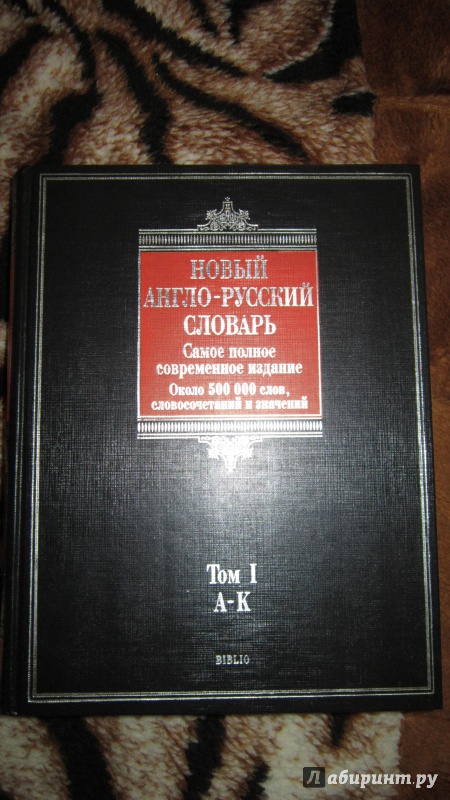 НОВЫЙ
АНГЛО-РУССКИЙ
СЛОВАРЬ
Самое полное
современное издание
Около 500 000 слов,
словосочетаний и значений
Том I
А-К
BIBLIO
Лабиринт.ру